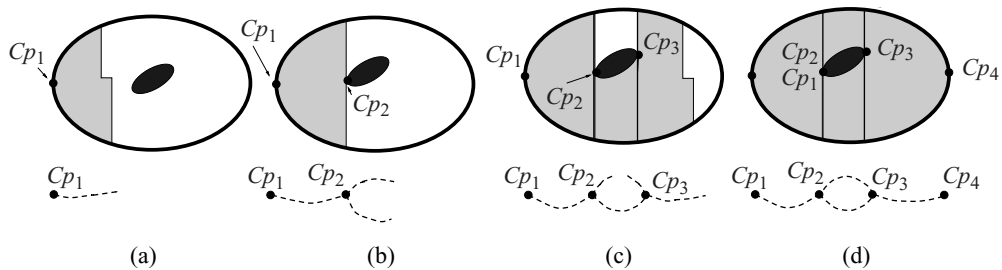 Cp₁ Cp₁ Cp₁ Cp₃ Cp₂ Cp₃
Cp₂ Cp₂ Cp₁ Cp₄
Cp₁ Cp₁ Cp₂ Cp₁ Cp₂ Cp₃ Cp₁ Cp₂ Cp₃ Cp₄
(a) (b) (c) (d)